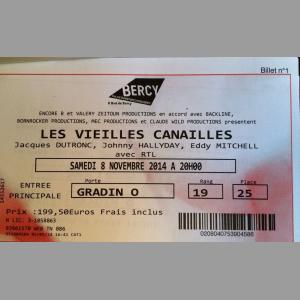 Billet n°1
BERCY
ENCORE B et VALERY ZEITOUN PRODUCTIONS en accord avec BACKLINE,
BORNROCKER PRODUCTIONS, MEC PRODUCTIONS et CLAUDE WILD PRODUCTIONS présentent
LES VIEILLES CANAILLES
Jacques DUTRONC, Johnny HALLYDAY, Eddy MITCHELL
avec RTL
SAMEDI 8 NOVEMBRE 2014 A 20H00
ENTREE
PRINCIPALE
Porte
GRADIN O
Rang
19
Place
25
Prix :199,50Euros Frais inclus
0208040753904586